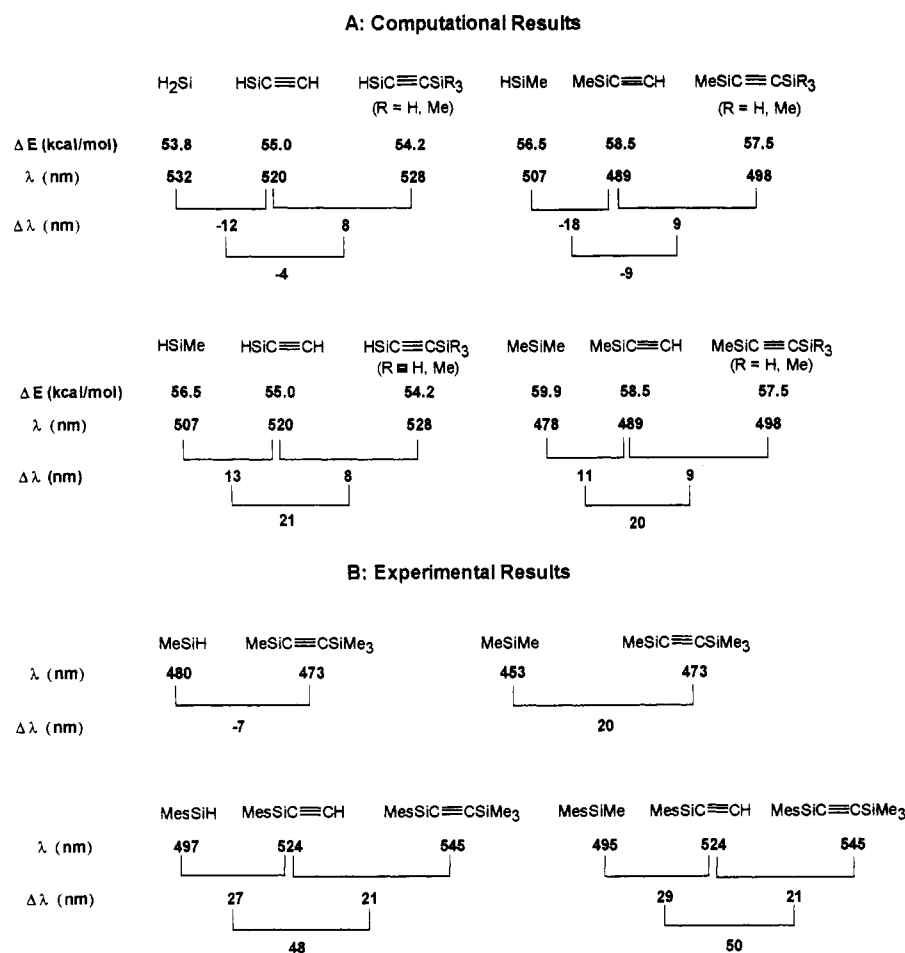 A: Computational Results
H2Si HSiC≡CH HSiC≡CSiR3 HSiMe MeSiC≡CH MeSiC≡CSiR3
(R = H, Me) (R = H, Me)
Δ E (kcal/mol) 53.8 55.0 54.2 56.5 58.5 57.5
λ (nm) 532 520 528 507 489 498
Δ λ (nm) -12 8 -18 9
-4 -9
HSiMe HSiC≡CH HSiC≡CSiR3 MeSiMe MeSiC≡CH MeSiC≡CSiR3
(R = H, Me) (R = H, Me)
Δ E (kcal/mol) 56.5 55.0 54.2 59.9 58.5 57.5
λ (nm) 507 520 528 478 489 498
Δ λ (nm) 13 8 11 9
21 20
B: Experimental Results
MeSiH MeSiC≡CSiMe3 MeSiMe MeSiC≡CSiMe3
λ (nm) 480 473 453 473
Δ λ (nm) -7 20
MesSiH MesSiC≡CH MesSiC≡CSiMe3 MesSiMe MesSiC≡CH MesSiC≡CSiMe3
λ (nm) 497 524 545 495 524 545
Δ λ (nm) 27 21 29 21
48 50